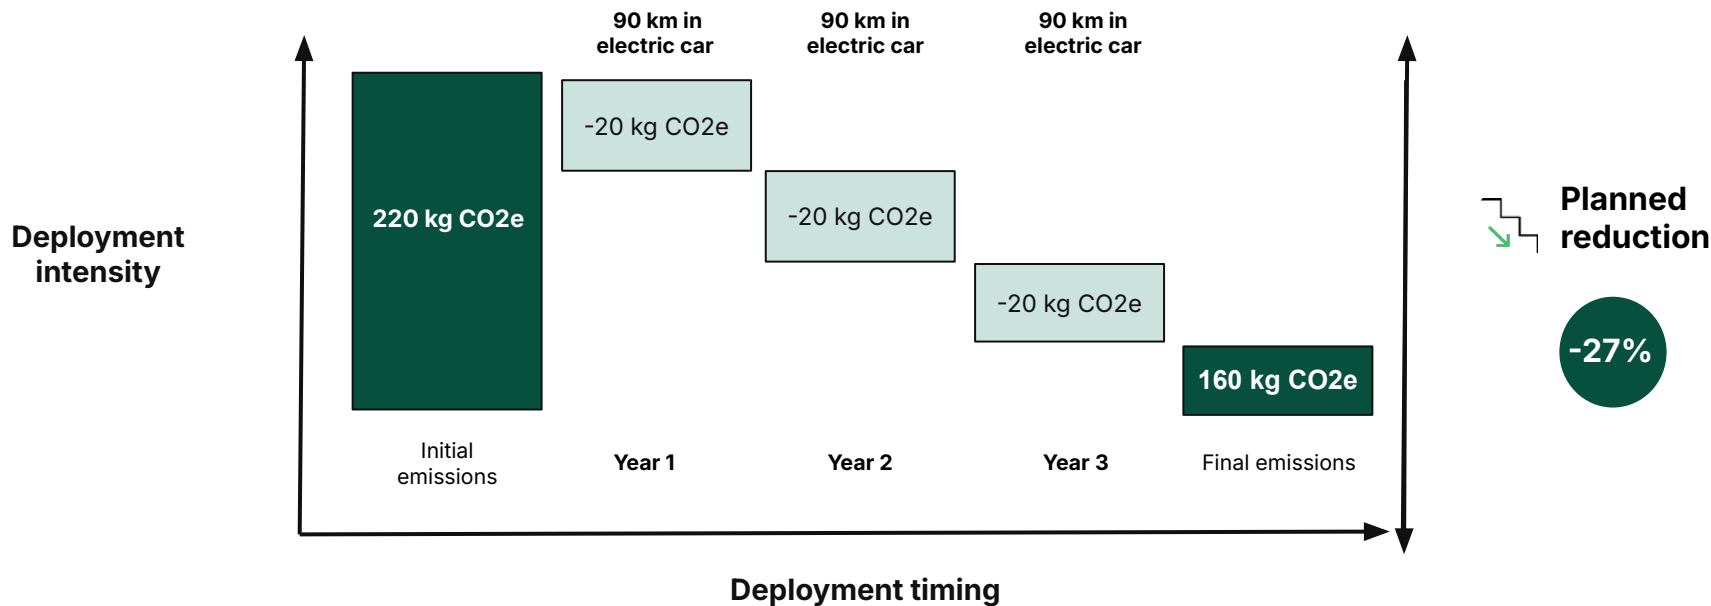 90 km in
electric car
90 km in
electric car
90 km in
electric car
-20 kg CO2e
-20 kg CO2e
-20 kg CO2e
220 kg CO2e
160 kg CO2e
Deployment
intensity
Planned
reduction
-27%
Initial
emissions
Year 1
Year 2
Year 3
Final emissions
Deployment timing